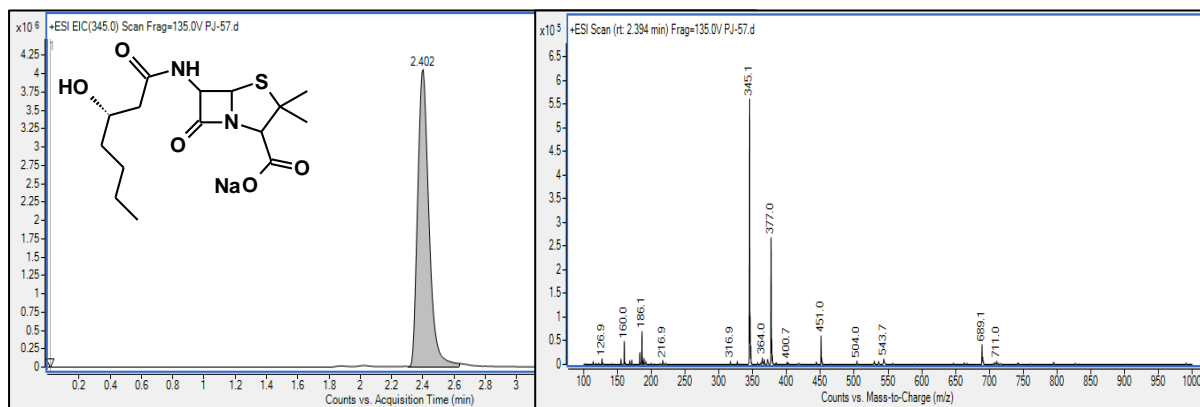 +ESI EIC(345.0) Scan Frag=135.0V PJ-57.d
x10 6
4.25
4
3.75
3.5
3.25
3
2.75
2.5
2.25
2
1.75
1.5
1.25
1
0.75
0.5
0.25
0
2.402
O
NH
HO
S
N
O
O
NaO
0.2 0.4 0.6 0.8 1 1.2 1.4 1.6 1.8 2 2.2 2.4 2.6 2.8 3
Counts vs. Acquisition Time (min)
+ESI Scan (rt: 2.394 min) Frag=135.0V PJ-57.d
x10 5
6.5
6
5.5
5
4.5
4
3.5
3
2.5
2
1.5
1
0.5
0
126.9
160.0
186.1
216.9
316.9
345.1
364.0
377.0
400.7
451.0
504.0
543.7
689.1
711.0
100 150 200 250 300 350 400 450 500 550 600 650 700 750 800 850 900 950 1000
Counts vs. Mass-to-Charge (m/z)